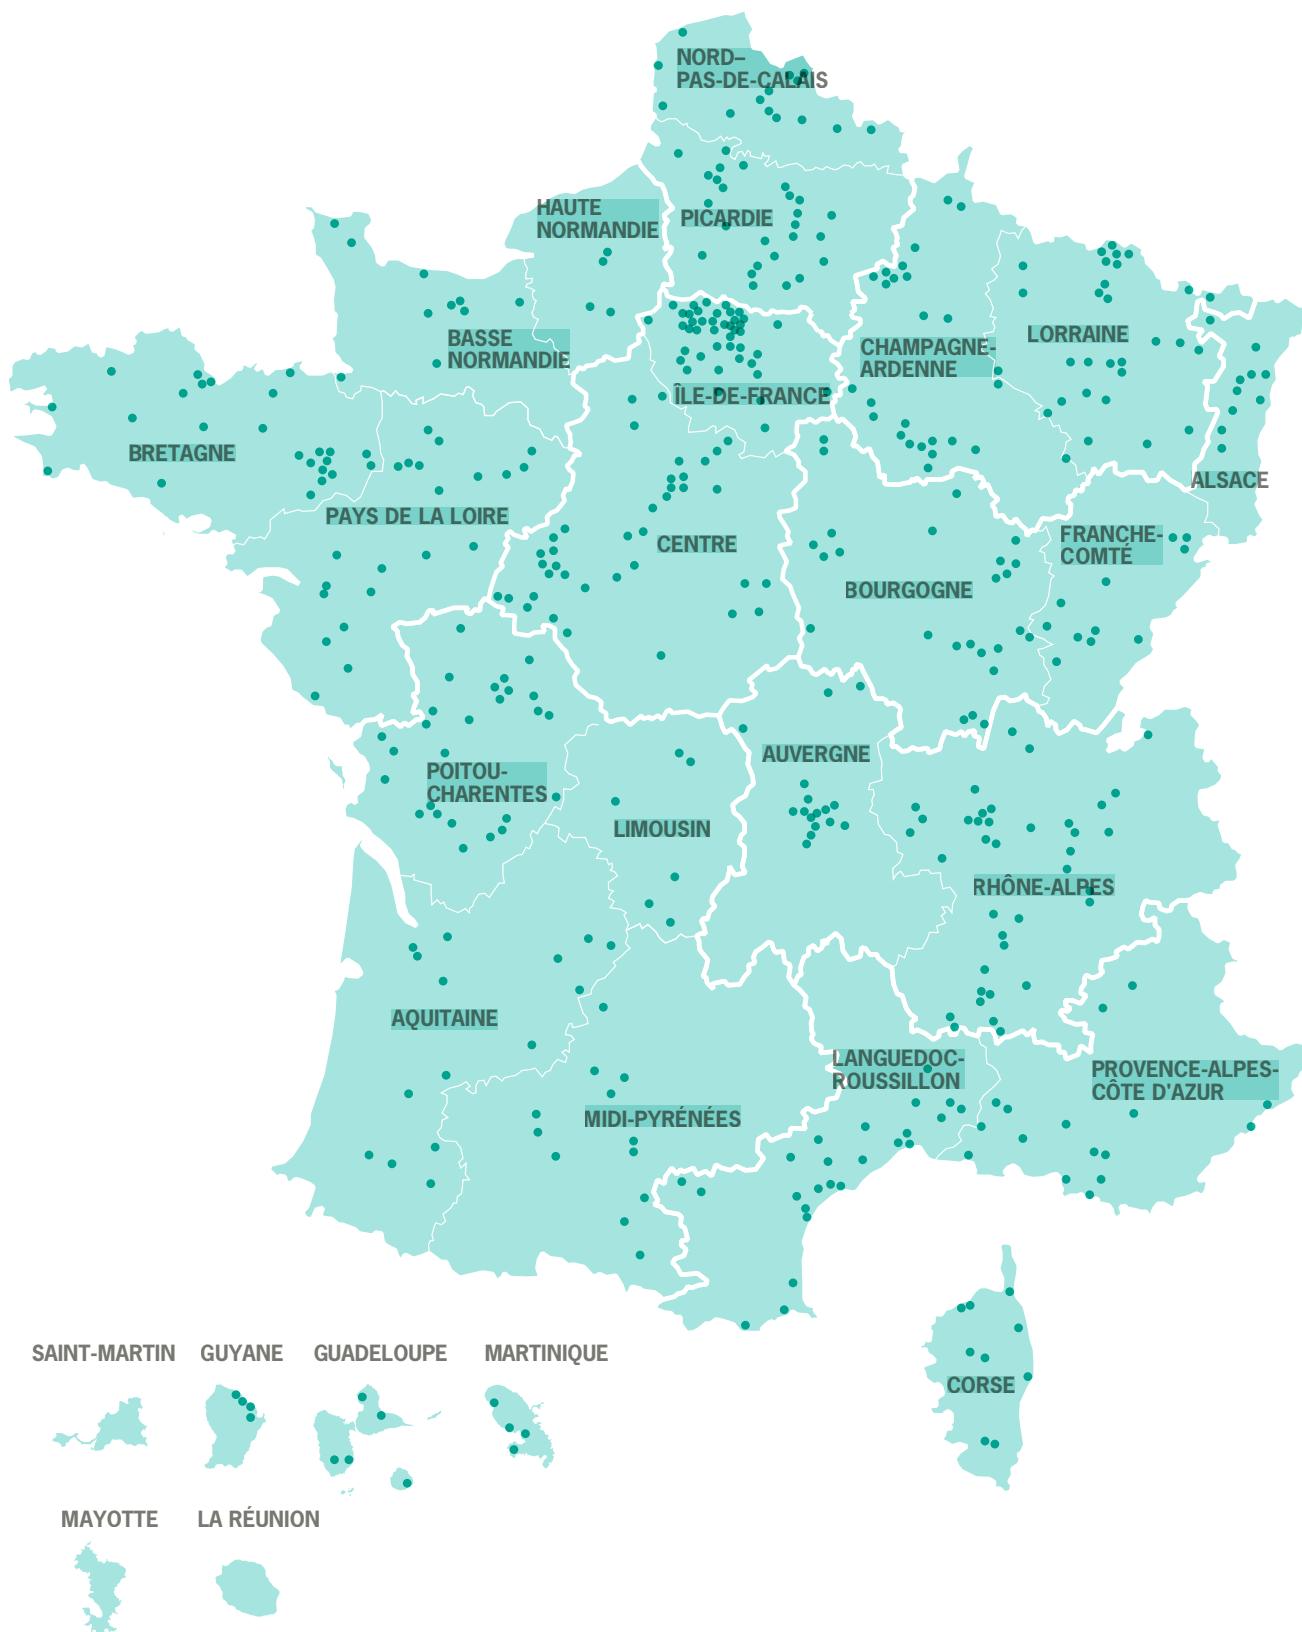 NORD–
PAS-DE-CALAIS
HAUTE
NORMANDIE
PICARDIE
BASSE
NORMANDIE
CHAMPAGNE-
ARDENNE
LORRAINE
ÎLE-DE-FRANCE
BRETAGNE
ALSACE
PAYS DE LA LOIRE
CENTRE
FRANCHE-
COMTÉ
BOURGOGNE
AUVERGNE
POITOU-
CHARENTES
LIMOUSIN
RHÔNE-ALPES
AQUITAINE
LANGUEDOC-
ROUSSILLON
PROVENCE-ALPES-
CÔTE D'AZUR
MIDI-PYRÉNÉES
CORSE
SAINT-MARTIN
GUYANE
GUADELOUPE
MARTINIQUE
MAYOTTE
LA RÉUNION